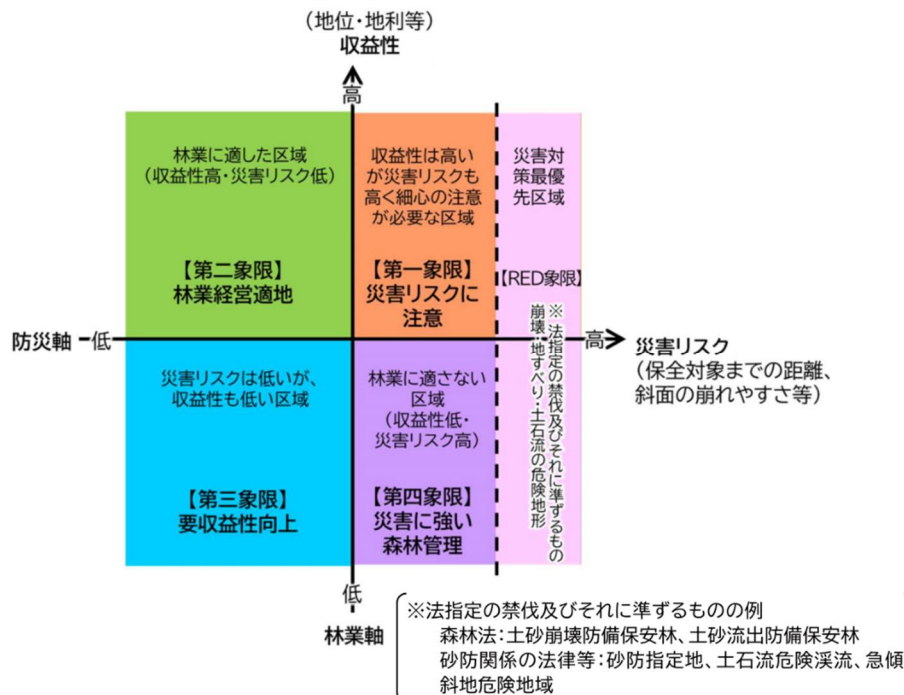 （地位・地利等）
収益性
高
林業に適した区域
（収益性高・災害リスク低）
【第二象限】
林業経営適地
収益性は高い
が災害リスクも
高く細心の注意
が必要な区域
【第一象限】
災害リスクに
注意
災害対
策最優
先区域
【RED象限】
※ 法指定の禁伐及びそれに準ずるもの
崩壊・地すべり・土石流の危険地形
防災軸
低
高
災害リスク
（保全対象までの距離、
斜面の崩れやすさ等）
災害リスクは低いが、
収益性も低い区域
【第三象限】
要収益性向上
林業に適さない
区域
（収益性低・
災害リスク高）
【第四象限】
災害に強い
森林管理
低
林業軸
※法指定の禁伐及びそれに準ずるものの例
森林法：土砂崩壊防備保安林、土砂流出防備保安林
砂防関係の法律等：砂防指定地、土石流危険渓流、急傾
斜地危険地域